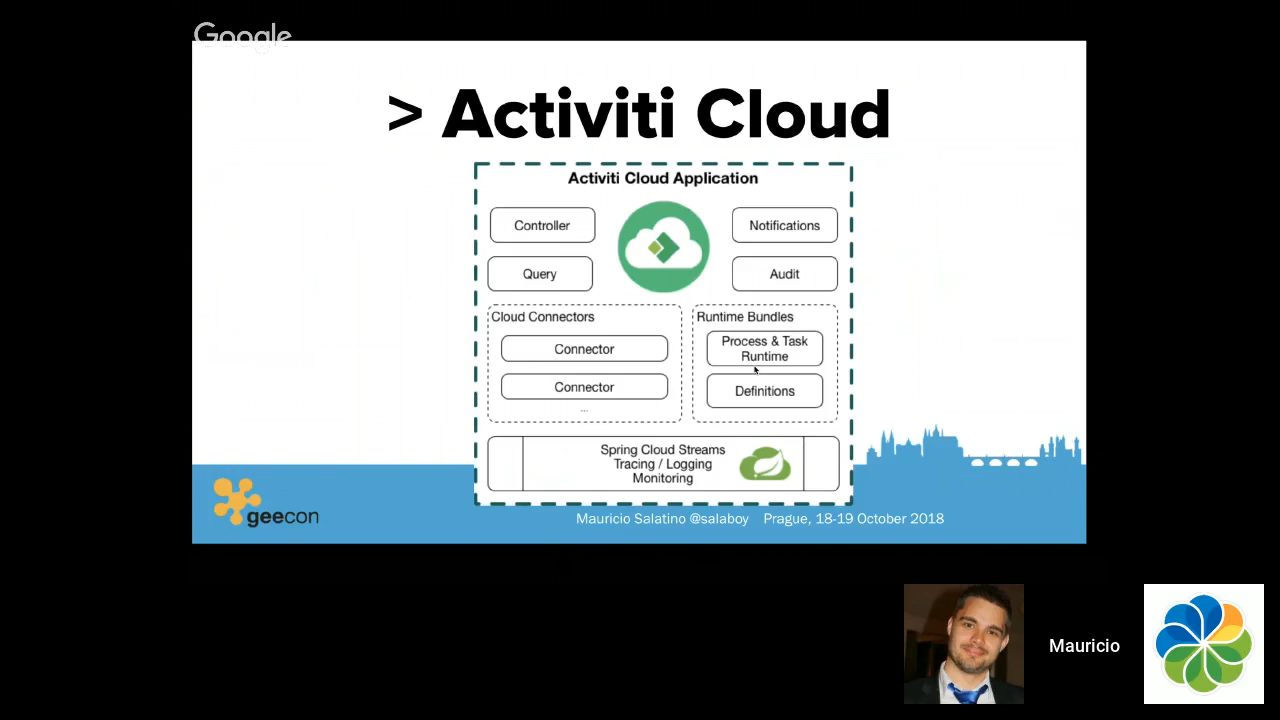 Google
> Activiti Cloud
Activiti Cloud Application
Controller
Notifications
Query
Audit
Cloud Connectors
Connector
Connector
...
Runtime Bundles
Process & Task
Runtime
Definitions
Spring Cloud Streams
Tracing / Logging
Monitoring
geecon
Mauricio Salatino @salaboy Prague, 18-19 October 2018
Mauricio